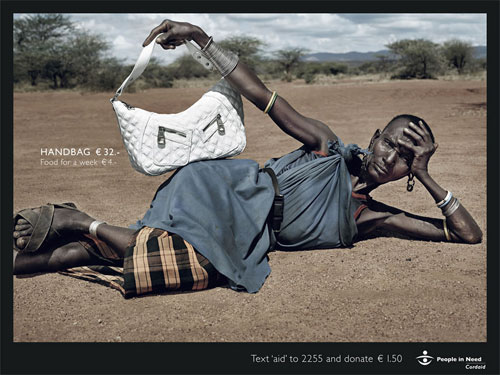 HANDBAG € 32.-
Food for a week € 4.-
Text 'aid' to 2255 and donate € 1.50
People in Need
Cordaid